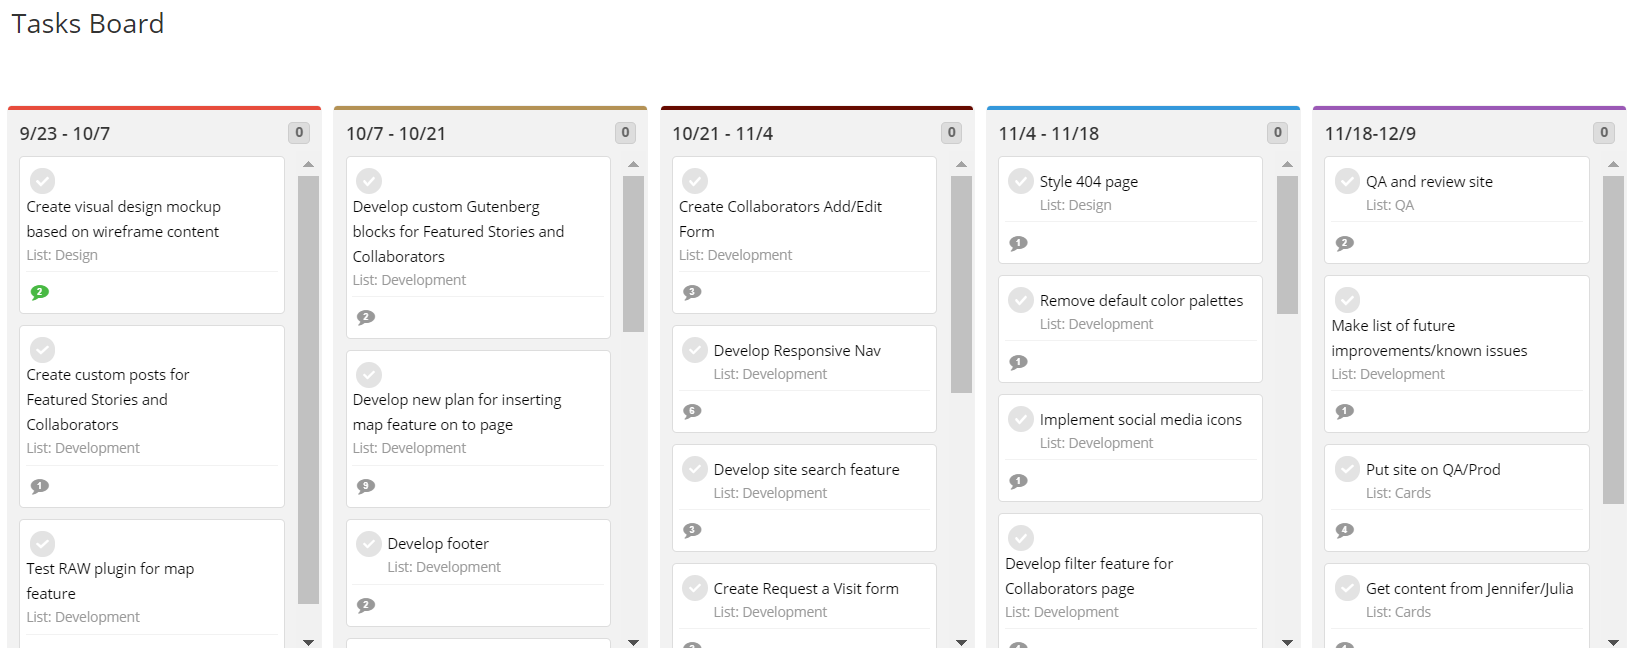 Tasks Board
9/23 - 10/7
0
Create visual design mockup
based on wireframe content
List: Design
2
Create custom posts for
Featured Stories and
Collaborators
List: Development
1
Test RAW plugin for map
feature
List: Development
10/7 - 10/21
0
Develop custom Gutenberg
blocks for Featured Stories and
Collaborators
List: Development
2
Develop new plan for inserting
map feature on to page
List: Development
9
Develop footer
List: Development
2
10/21 - 11/4
0
Create Collaborators Add/Edit
Form
List: Development
3
Develop Responsive Nav
List: Development
6
Develop site search feature
List: Development
3
Create Request a Visit form
List: Development
11/4 - 11/18
0
Style 404 page
List: Design
1
Remove default color palettes
List: Development
1
Implement social media icons
List: Development
1
Develop filter feature for
Collaborators page
List: Development
11/18-12/9
0
QA and review site
List: QA
2
Make list of future
improvements/known issues
List: Development
1
Put site on QA/Prod
List: Cards
4
Get content from Jennifer/Julia
List: Cards